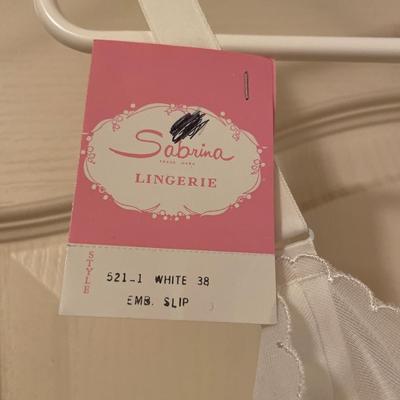 Sabrina
TRADE MARK
LINGERIE
STYLE
521-1 WHITE 38
EMB. SLIP